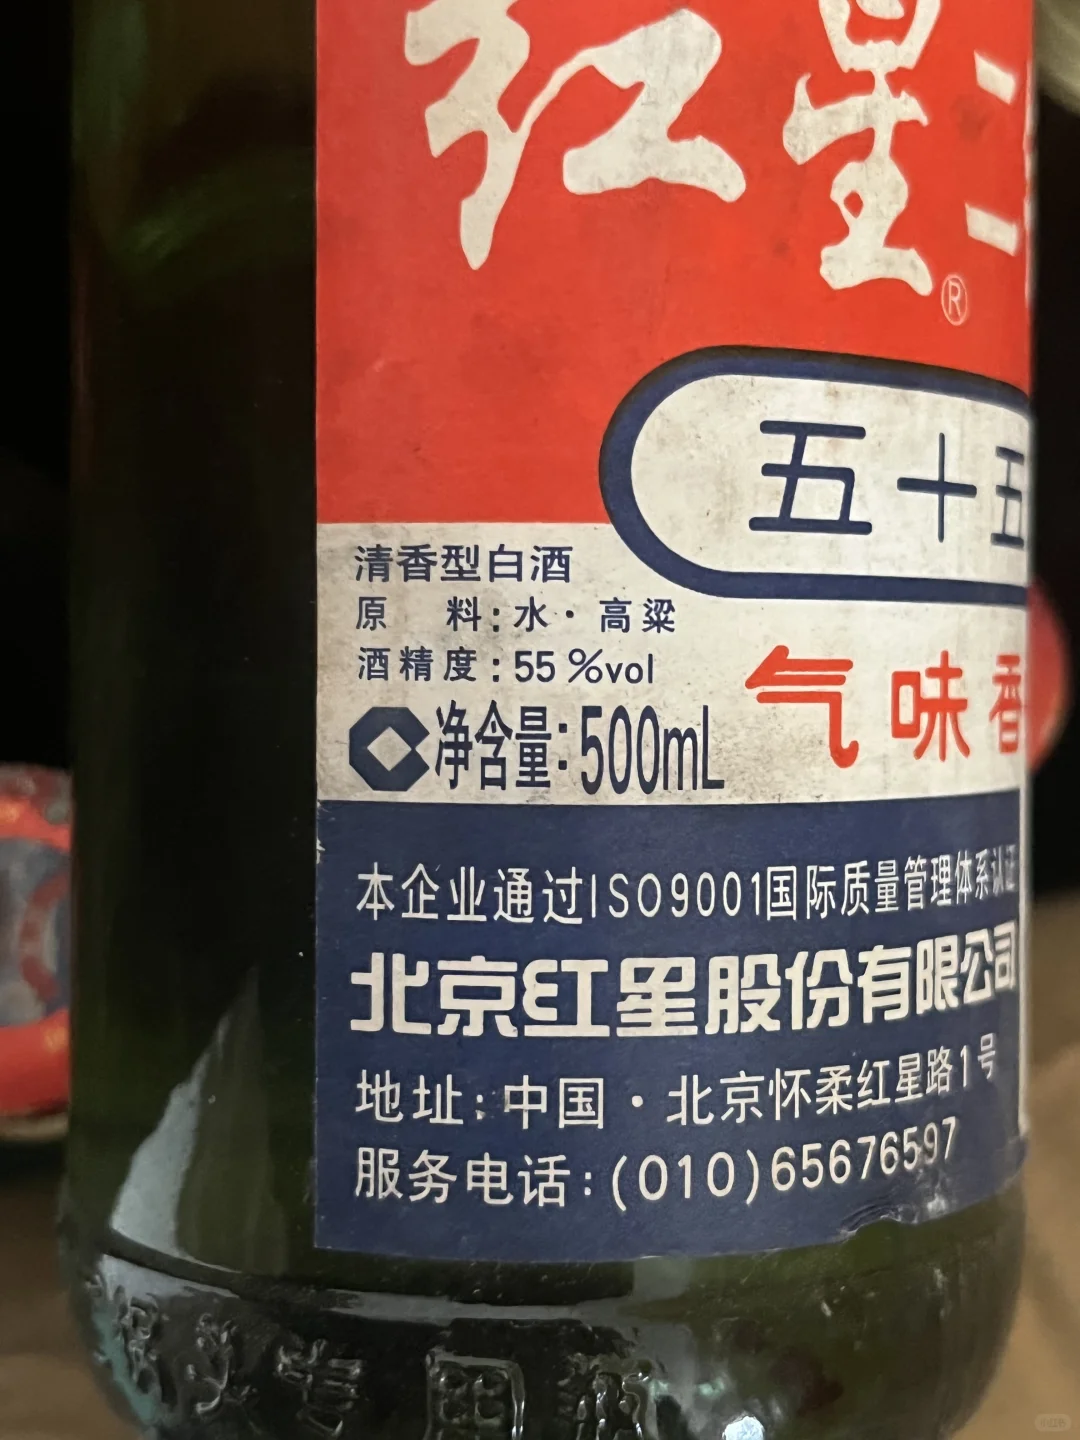 红星二
®
五十五
清香型白酒
原 料:水·高粱
酒精度:55%vol
气味香
净含量:500mL
本企业通过ISO9001国际质量管理体系认证
北京红星股份有限公司
地址:中国·北京怀柔红星路1号
服务电话:(010)65676597
小红书